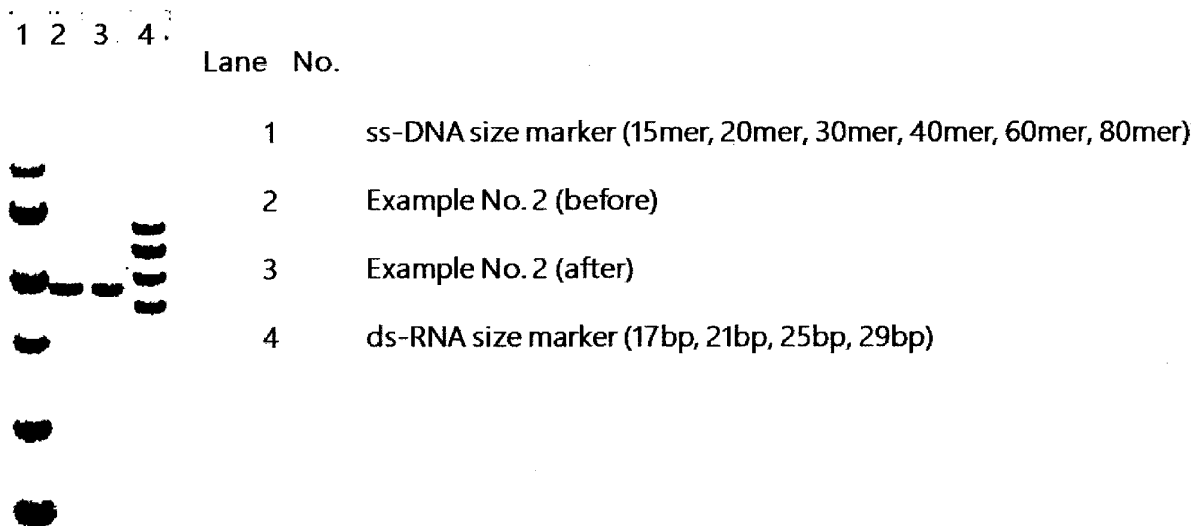 1 2 3 4
Lane No.
1 ss-DNA size marker (15mer, 20mer, 30mer, 40mer, 60mer, 80mer)
2 Example No. 2 (before)
3 Example No. 2 (after)
4 ds-RNA size marker (17bp, 21bp, 25bp, 29bp)